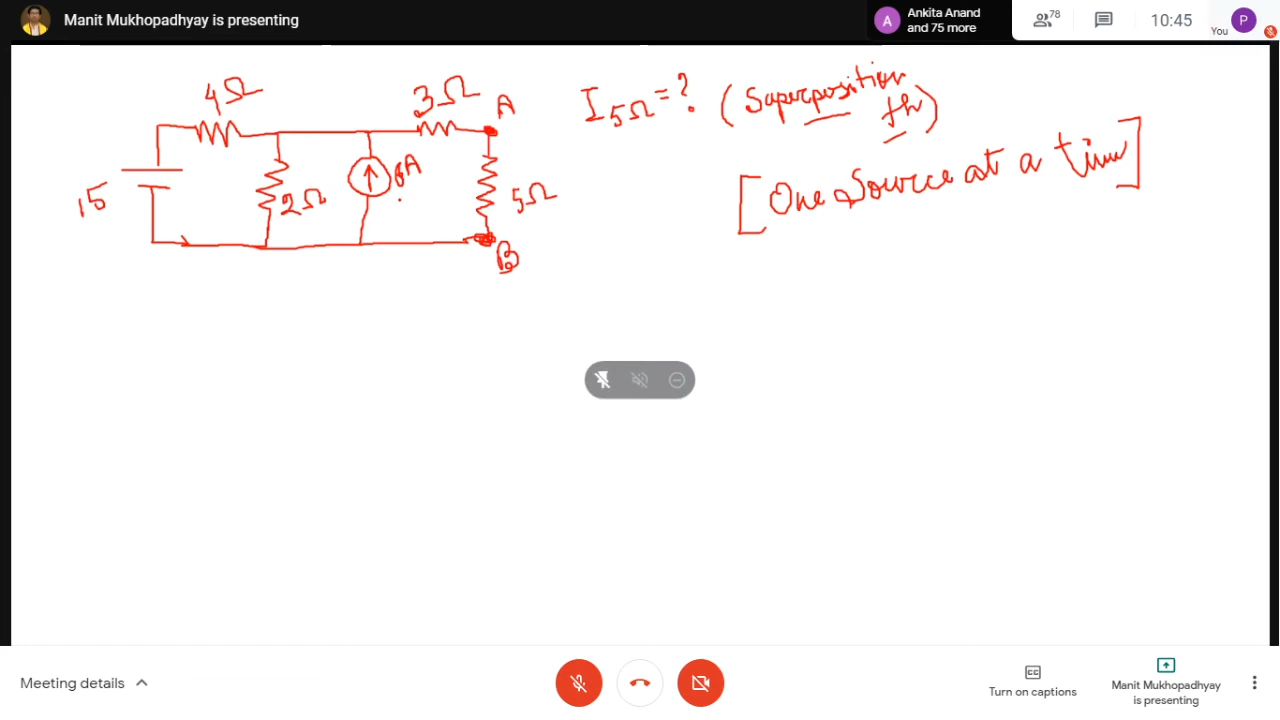 Manit Mukhopadhyay is presenting
A
Ankita Anand
and 75 more
78
10:45
You
P
4Ω
3Ω
A
I5Ω = ? (Superposition
th)
15
2Ω
6A
5Ω
[One Source at a time]
B
Meeting details
CC
Turn on captions
Manit Mukhopadhyay
is presenting